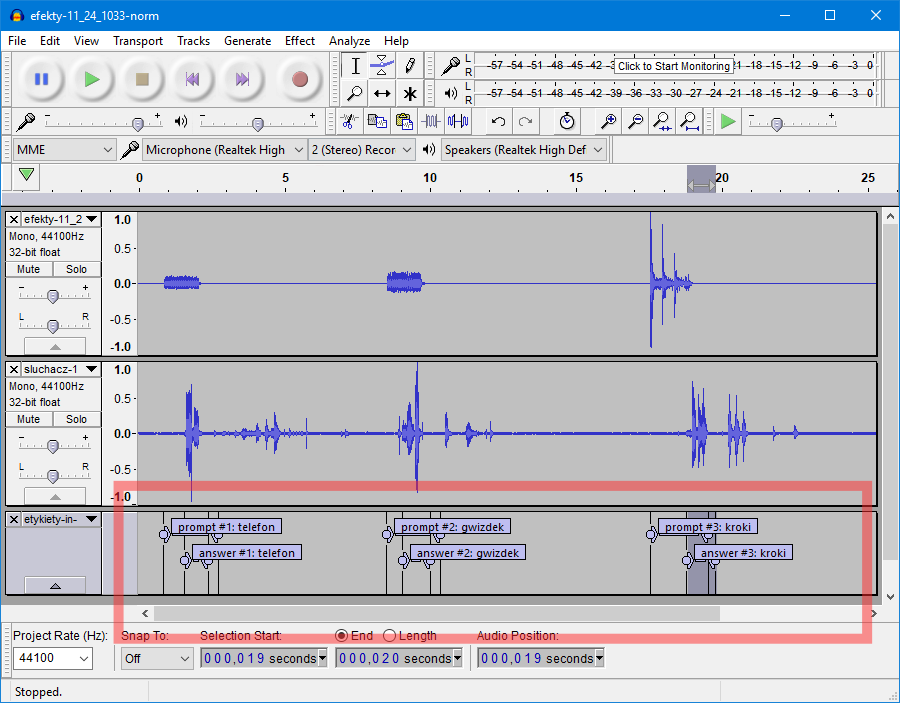 efekty-11_24_1033-norm
File Edit View Transport Tracks Generate Effect Analyze Help
L
R
-57 -54 -51 -48 -45 -42 Click to Start Monitoring -18 -15 -12 -9 -6 -3 0
L
R
-57 -54 -51 -48 -45 -42 -39 -36 -33 -30 -27 -24 -21 -18 -15 -12 -9 -6 -3 0
- + - + - +
MME Microphone (Realtek High 2 (Stereo) Recor Speakers (Realtek High Def
0 5 10 15 20 25
efekty-11_2
Mono, 44100Hz
32-bit float
Mute Solo
- +
L R
1.0
0.5-
0.0-
-0.5-
-1.0
sluchacz-1
Mono, 44100Hz
32-bit float
Mute Solo
- +
L R
1.0
0.5-
0.0-
-0.5-
-1.0
etykiety-in-
prompt #1: telefon prompt #2: gwizdek prompt #3: kroki
answer #1: telefon answer #2: gwizdek answer #3: kroki
Project Rate (Hz): Snap To: Selection Start: End Length Audio Position:
44100 Off 000,019 seconds 000,020 seconds 000,019 seconds
Stopped.